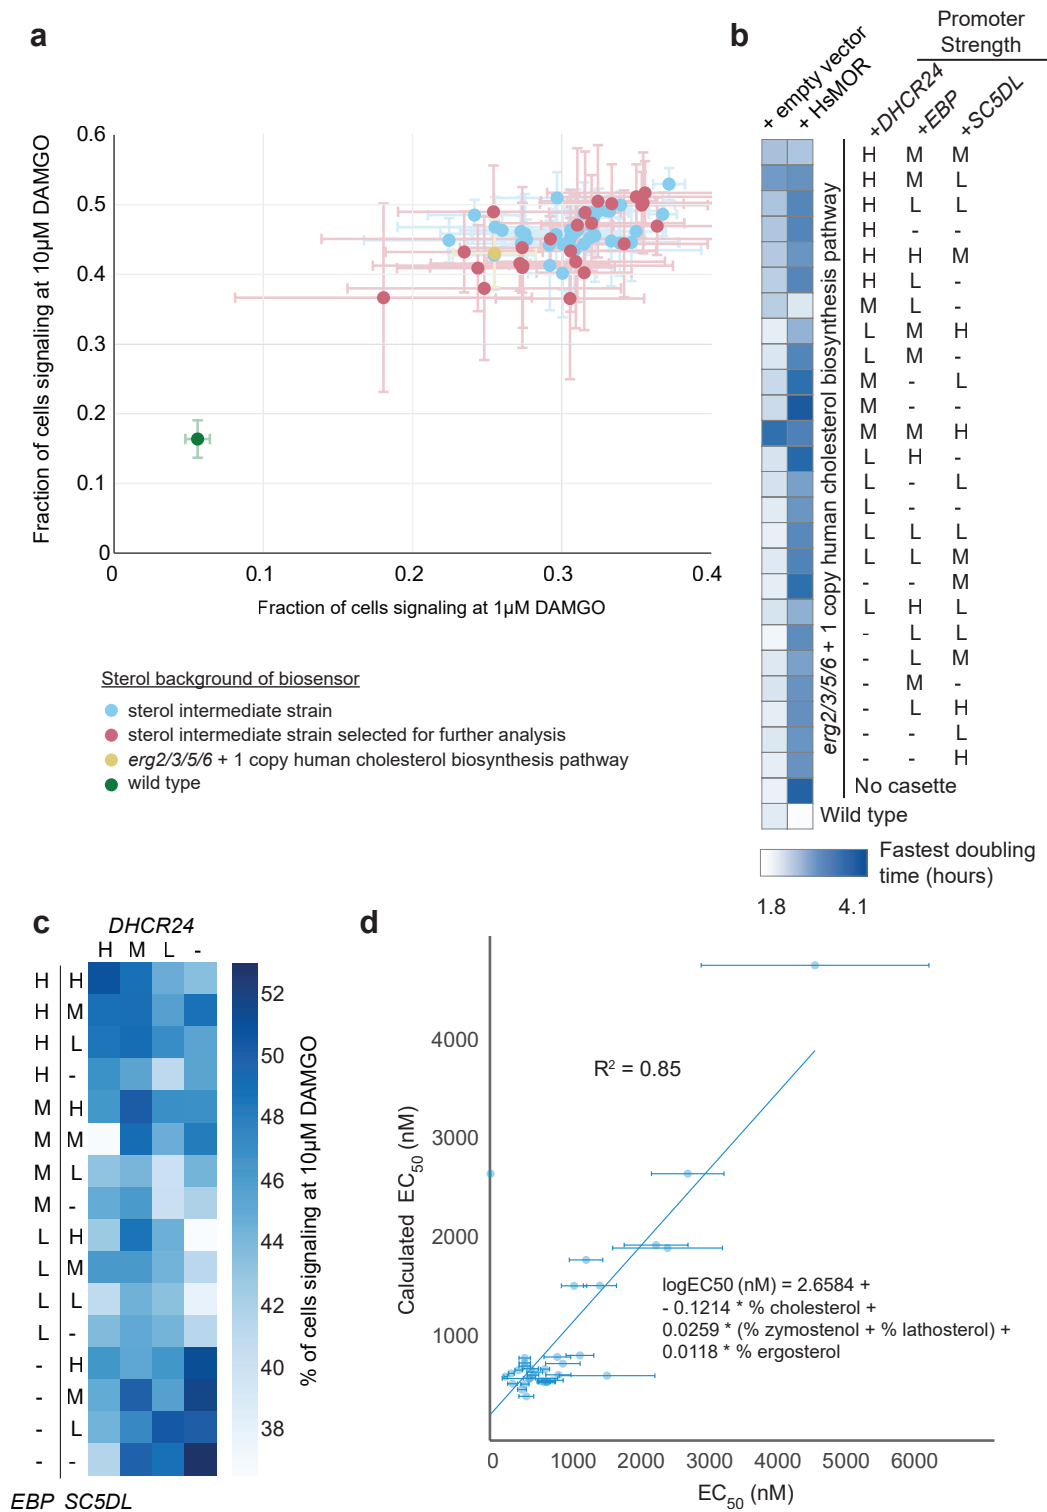 a
Fraction of cells signaling at 10µM DAMGO
0.6
0.5
0.4
0.3
0.2
0.1
0
0
0.1
0.2
0.3
0.4
Fraction of cells signaling at 1µM DAMGO
Sterol background of biosensor
sterol intermediate strain
sterol intermediate strain selected for further analysis
erg2/3/5/6 + 1 copy human cholesterol biosynthesis pathway
wild type
b
Promoter
Strength
+ empty vector
+ HsMOR
+DHCR24
+EBP
+SC5DL
erg2/3/5/6 + 1 copy human cholesterol biosynthesis pathway
H M M
H M L
H L L
H - -
H H M
H L -
M L -
L M H
L M -
M - L
M - -
M M H
L H -
L - L
L - -
L L L
L L M
- - M
L H L
- L L
- L M
- M -
- L H
- - L
- - H
No casette
Wild type
Fastest doubling
time (hours)
1.8 4.1
c
DHCR24
H M L -
H H
H M
H L
H -
M H
M M
M L
M -
L H
L M
L L
L -
- H
- M
- L
- -
EBP SC5DL
52
50
48
46
44
42
40
38
% of cells signaling at 10µM DAMGO
d
Calculated EC50 (nM)
4000
3000
2000
1000
R² = 0.85
logEC50 (nM) = 2.6584 +
- 0.1214 * % cholesterol +
0.0259 * (% zymostenol + % lathosterol) +
0.0118 * % ergosterol
0 1000 2000 3000 4000 5000 6000
EC50 (nM)